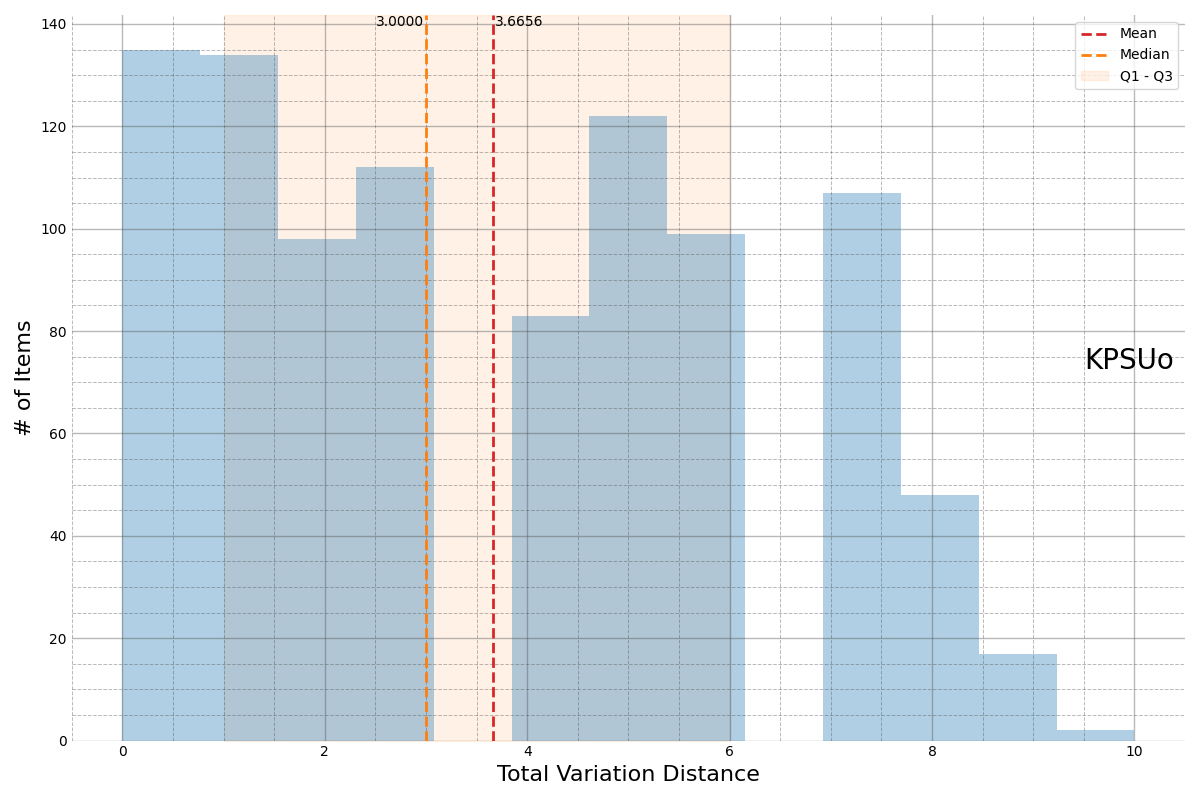 3.0000 3.6656
Mean
Median
Q1 - Q3
140
120
100
80
60
40
20
0
# of Items
KPSUo
0 2 4 6 8 10
Total Variation Distance